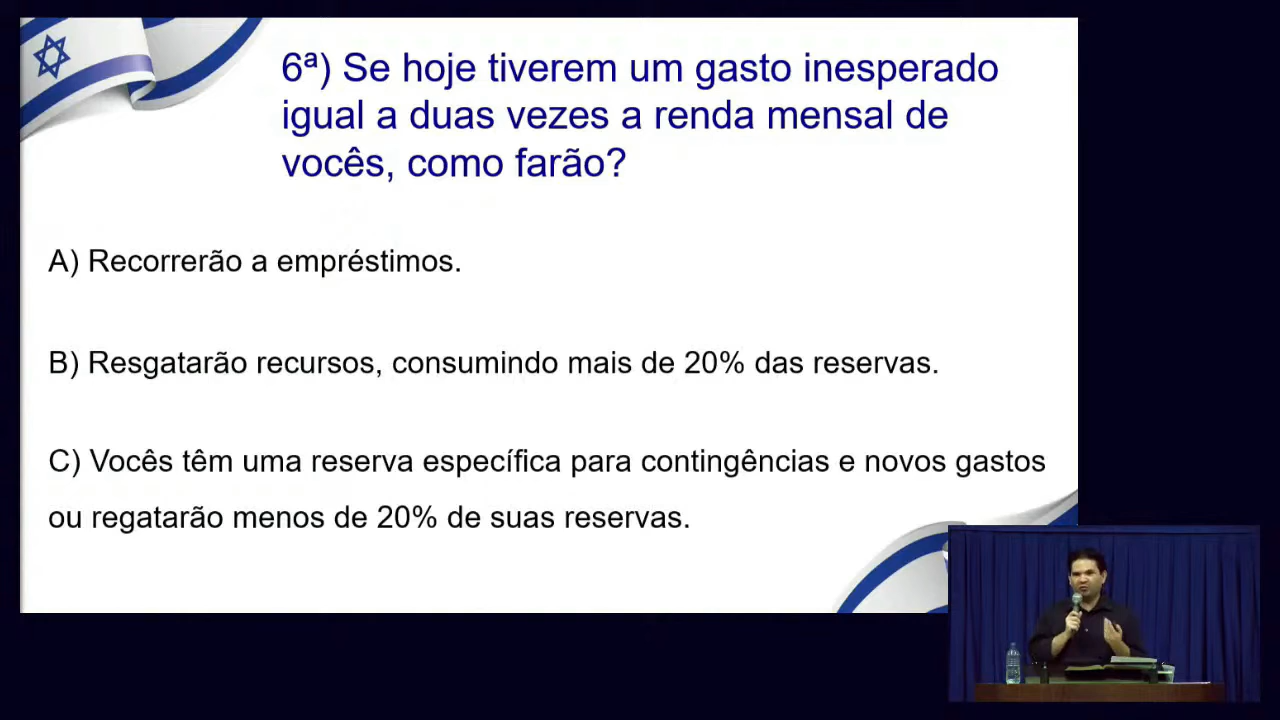 6ª) Se hoje tiverem um gasto inesperado
igual a duas vezes a renda mensal de
vocês, como farão?
A) Recorrerão a empréstimos.
B) Resgatarão recursos, consumindo mais de 20% das reservas.
C) Vocês têm uma reserva específica para contingências e novos gastos
ou regatarão menos de 20% de suas reservas.